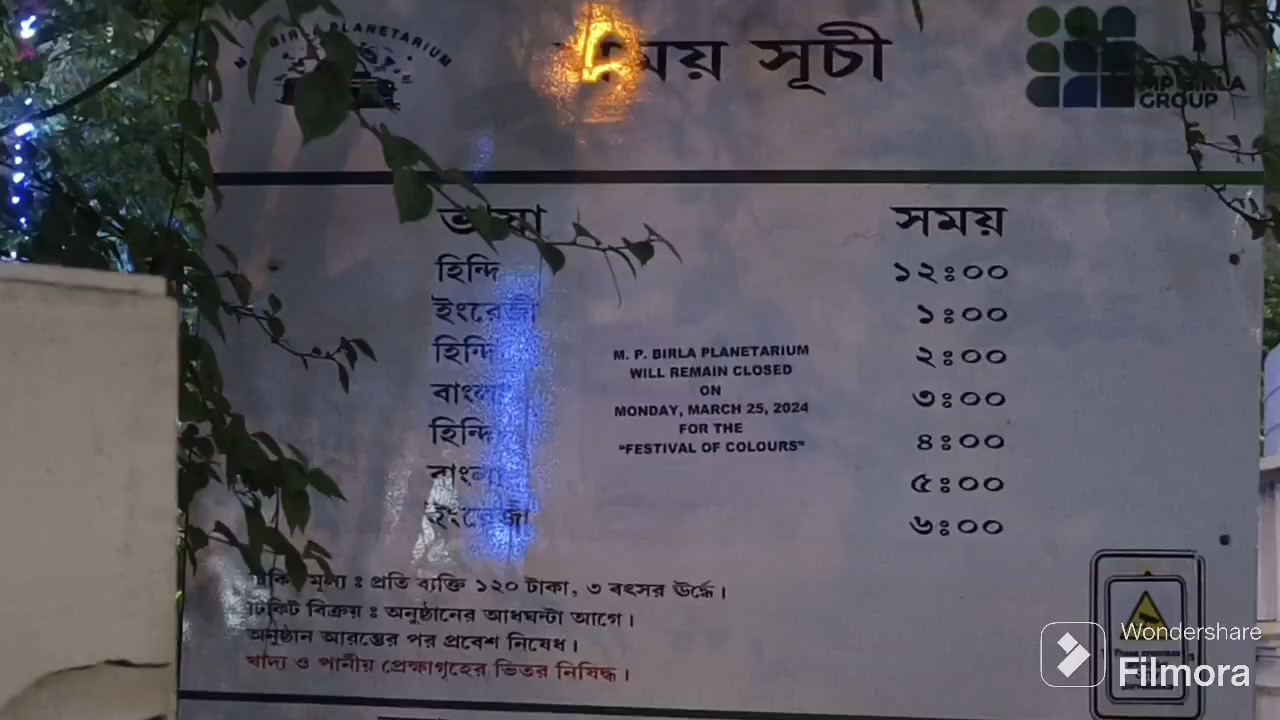 M. P. BIRLA PLANETARIUM
সময় সূচী
MP BIRLA
GROUP
ভাষা সময়
হিন্দি ১২ঃ০০
ইংরেজী ১ঃ০০
হিন্দি ২ঃ০০
বাংলা ৩ঃ০০
হিন্দি ৪ঃ০০
বাংলা ৫ঃ০০
ইংরেজী ৬ঃ০০
M. P. BIRLA PLANETARIUM
WILL REMAIN CLOSED
ON
MONDAY, MARCH 25, 2024
FOR THE
“FESTIVAL OF COLOURS”
টিকিট মূল্য ঃ প্রতি ব্যক্তি ১২০ টাকা, ৩ বৎসর ঊর্দ্ধে।
টিকিট বিক্রয় ঃ অনুষ্ঠানের আধঘন্টা আগে।
অনুষ্ঠান আরম্ভের পর প্রবেশ নিষেধ।
খাদ্য ও পানীয় প্রেক্ষাগৃহের ভিতর নিষিদ্ধ।
Wondershare
Filmora